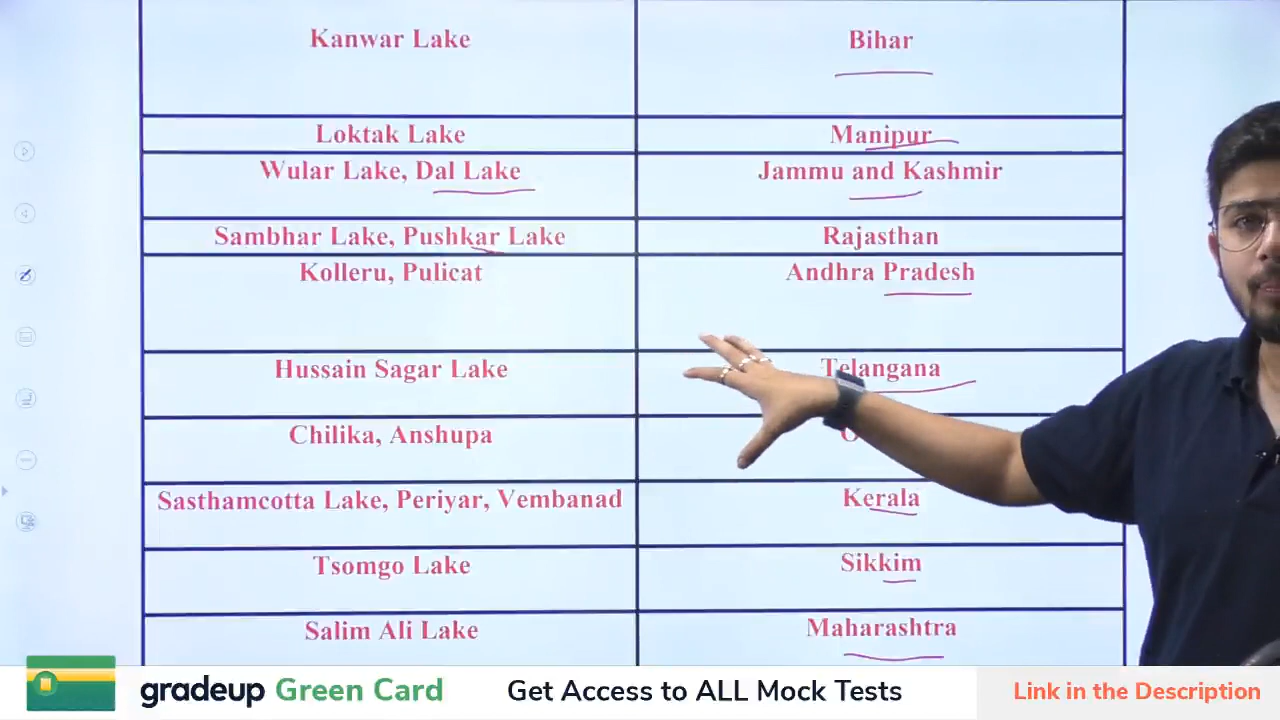 Kanwar Lake Bihar
Loktak Lake Manipur
Wular Lake, Dal Lake Jammu and Kashmir
Sambhar Lake, Pushkar Lake Rajasthan
Kolleru, Pulicat Andhra Pradesh
Hussain Sagar Lake Telangana
Chilika, Anshupa
Sasthamcotta Lake, Periyar, Vembanad Kerala
Tsomgo Lake Sikkim
Salim Ali Lake Maharashtra
gradeup Green Card Get Access to ALL Mock Tests Link in the Description